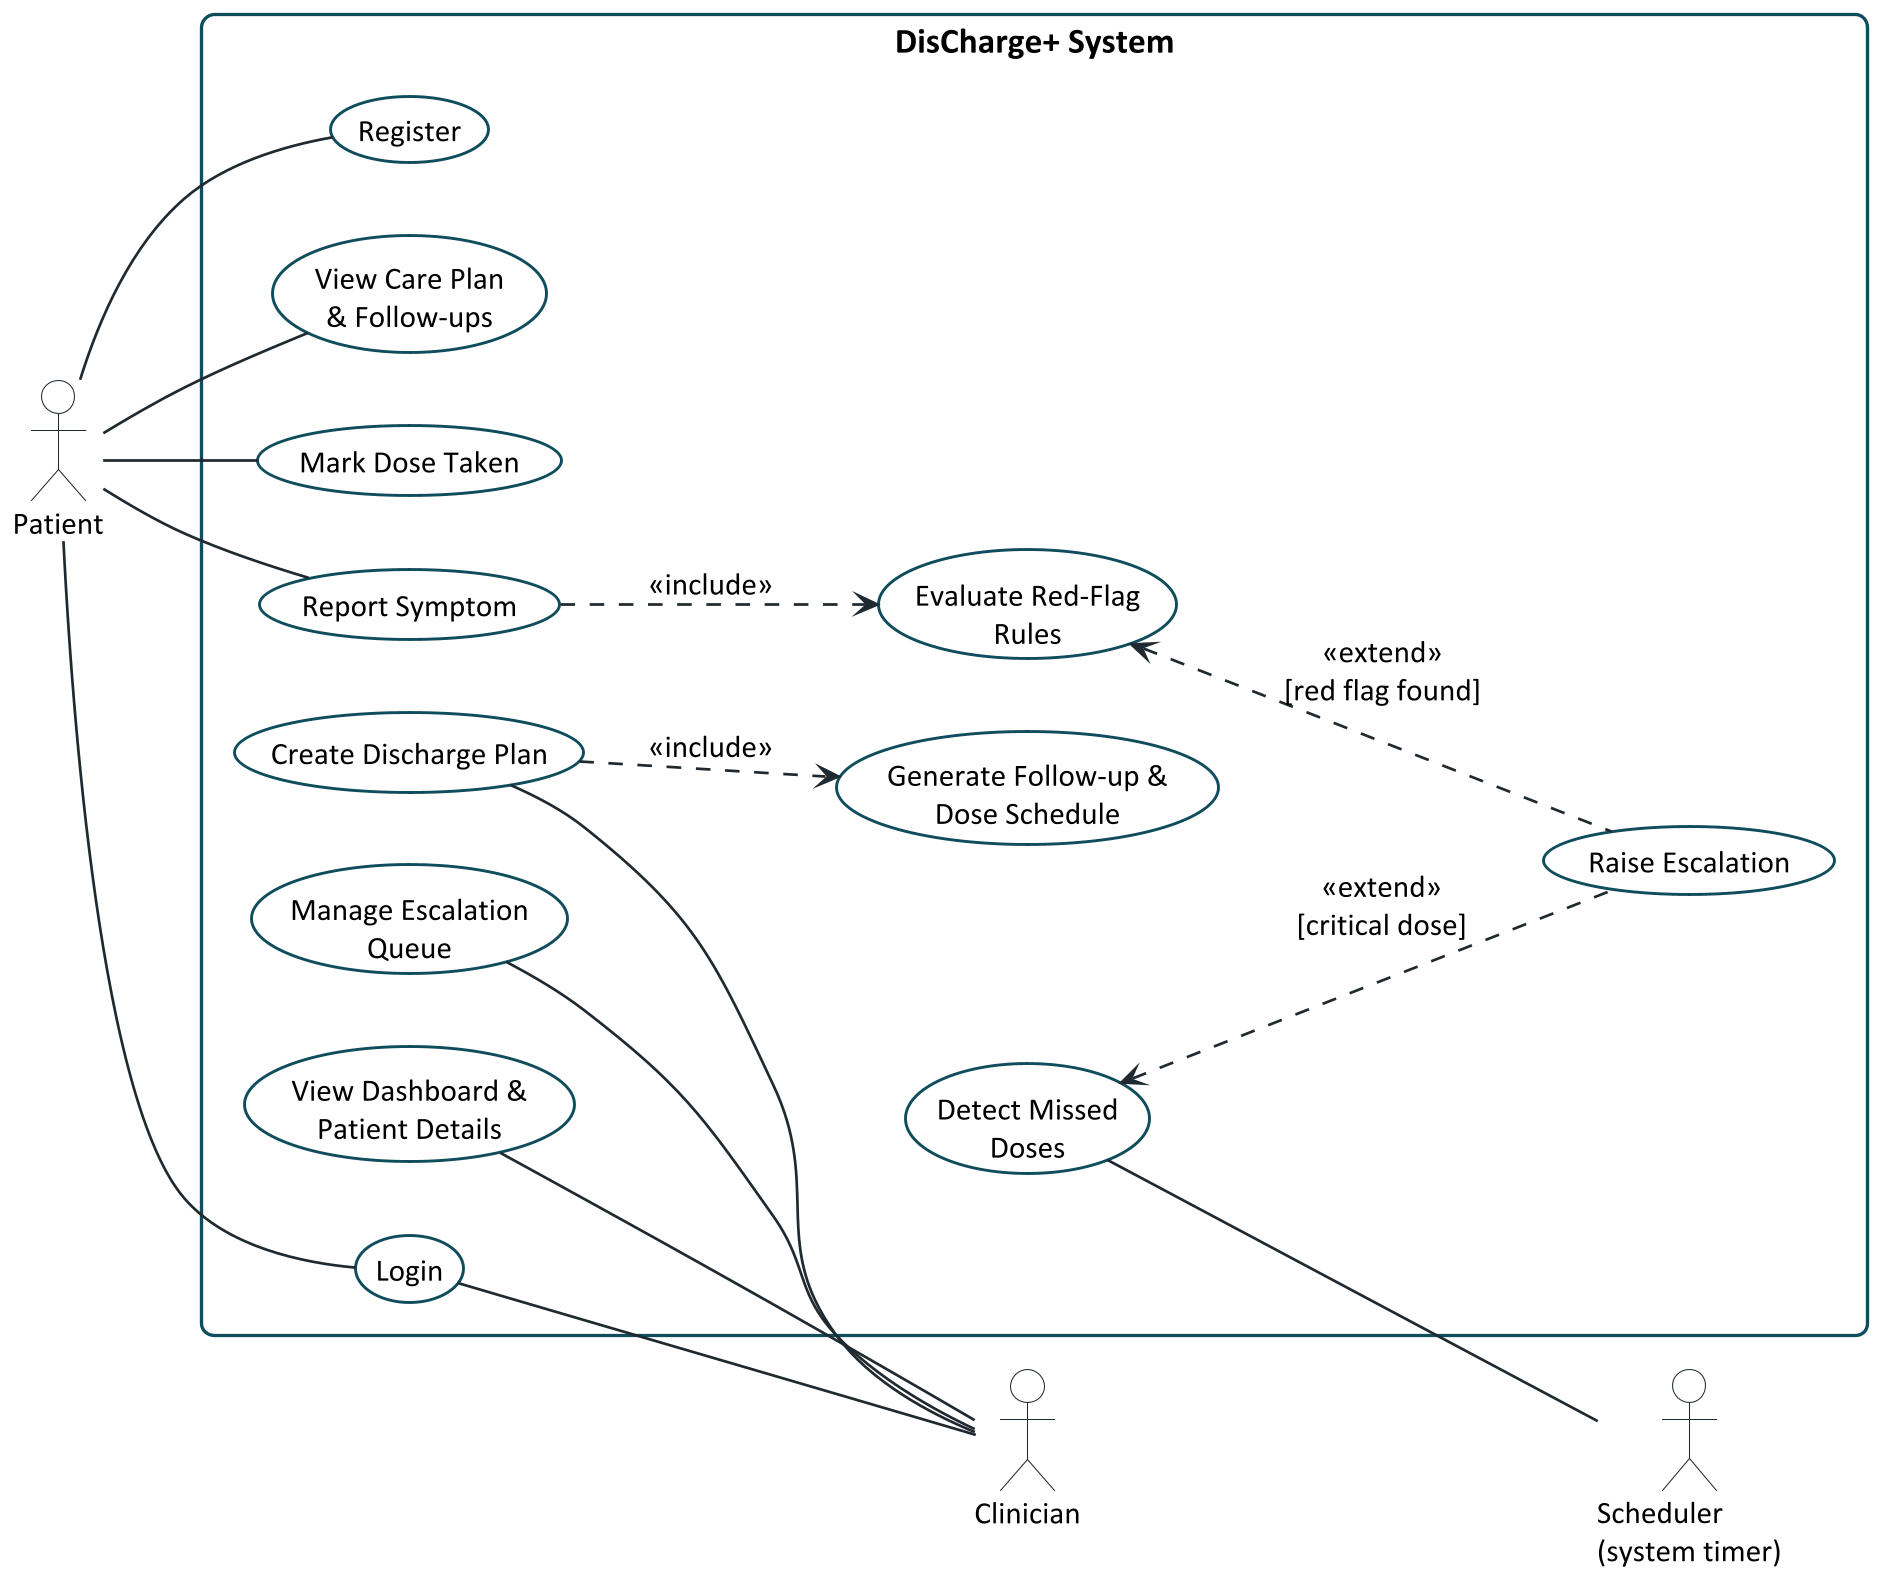 DisCharge+ System
Register
View Care Plan
& Follow-ups
Mark Dose Taken
Patient
Report Symptom
«include»
Evaluate Red-Flag
Rules
«extend»
[red flag found]
Create Discharge Plan
«include»
Generate Follow-up &
Dose Schedule
Raise Escalation
Manage Escalation
Queue
«extend»
[critical dose]
View Dashboard &
Patient Details
Detect Missed
Doses
Login
Clinician
Scheduler
(system timer)